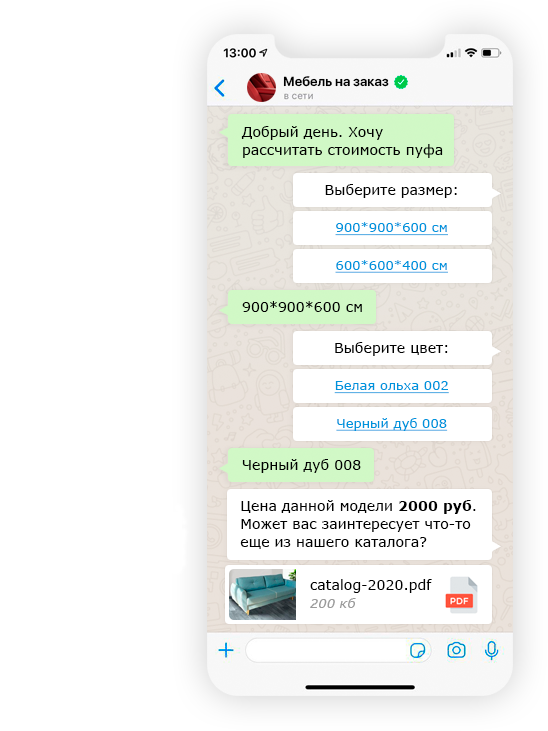 13:00
Мебель на заказ
в сети
Добрый день. Хочу
рассчитать стоимость пуфа
Выберите размер:
900*900*600 см
600*600*400 см
900*900*600 см
Выберите цвет:
Белая ольха 002
Черный дуб 008
Черный дуб 008
Цена данной модели 2000 руб.
Может вас заинтересует что-то
еще из нашего каталога?
catalog-2020.pdf
200 кб
PDF